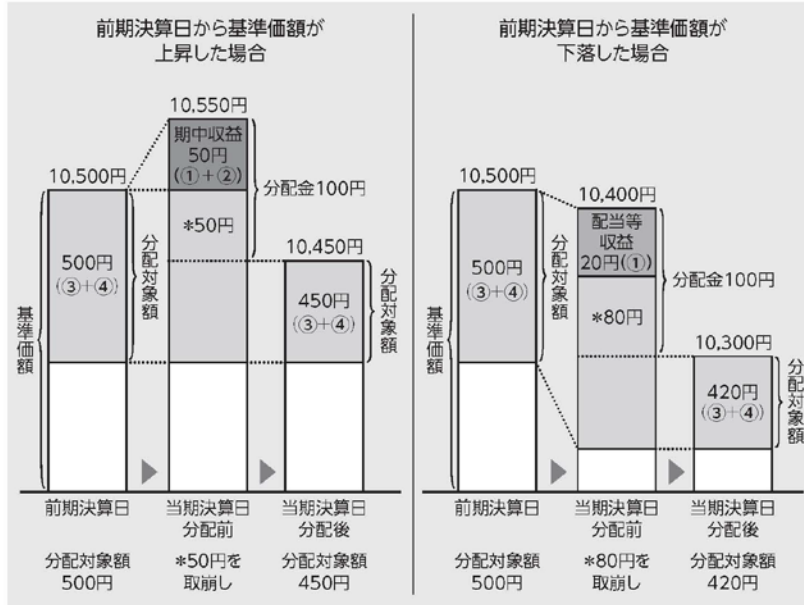 前期決算日から基準価額が
上昇した場合
10,550円
期中収益
50円
(①+②)
10,500円
分配金100円
*50円
10,450円
500円
(③+④)
分配対象額
450円
(③+④)
分配対象額
基準価額
前期決算日
当期決算日
分配前
当期決算日
分配後
分配対象額
500円
*50円を
取崩し
分配対象額
450円
前期決算日から基準価額が
下落した場合
10,500円
10,400円
配当等
収益
20円(①)
分配金100円
500円
(③+④)
分配対象額
*80円
10,300円
420円
(③+④)
分配対象額
基準価額
前期決算日
当期決算日
分配前
当期決算日
分配後
分配対象額
500円
*80円を
取崩し
分配対象額
420円